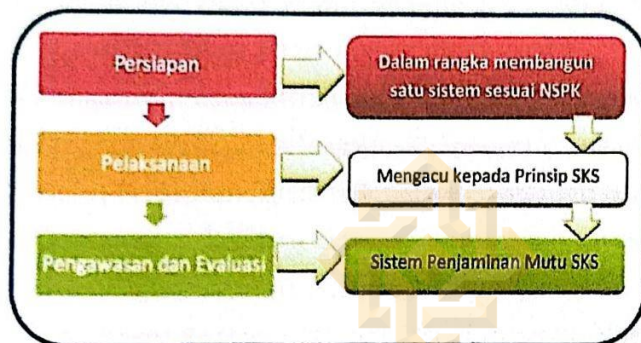 Persiapan
Dalam rangka membangun
satu sistem sesuai NSPK
Pelaksanaan
Mengacu kepada Prinsip SKS
Pengawasan dan Evaluasi
Sistem Penjaminan Mutu SKS